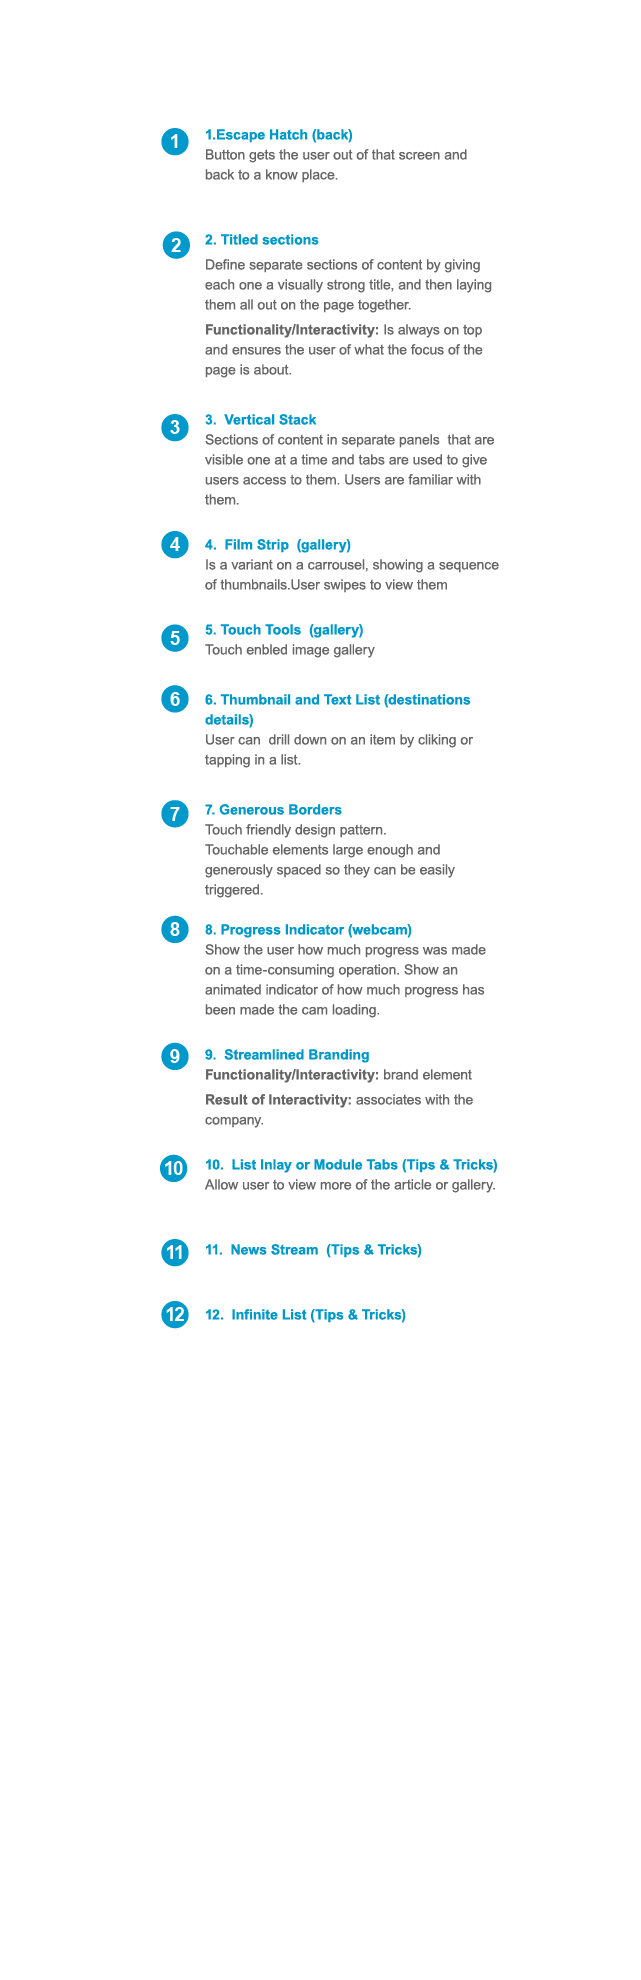 1
1.Escape Hatch (back)
Button gets the user out of that screen and
back to a know place.
2
2. Titled sections
Define separate sections of content by giving
each one a visually strong title, and then laying
them all out on the page together.
Functionality/Interactivity: Is always on top
and ensures the user of what the focus of the
page is about.
3
3.  Vertical Stack
Sections of content in separate panels  that are
visible one at a time and tabs are used to give
users access to them. Users are familiar with
them.
4
4.  Film Strip  (gallery)
Is a variant on a carrousel, showing a sequence
of thumbnails.User swipes to view them
5
5. Touch Tools  (gallery)
Touch enbled image gallery
6
6. Thumbnail and Text List (destinations
details)
User can  drill down on an item by cliking or
tapping in a list.
7
7. Generous Borders
Touch friendly design pattern.
Touchable elements large enough and
generously spaced so they can be easily
triggered.
8
8. Progress Indicator (webcam)
Show the user how much progress was made
on a time-consuming operation. Show an
animated indicator of how much progress has
been made the cam loading.
9
9.  Streamlined Branding
Functionality/Interactivity: brand element
Result of Interactivity: associates with the
company.
10
10.  List Inlay or Module Tabs (Tips & Tricks)
Allow user to view more of the article or gallery.
11
11.  News Stream  (Tips & Tricks)
12
12.  Infinite List (Tips & Tricks)